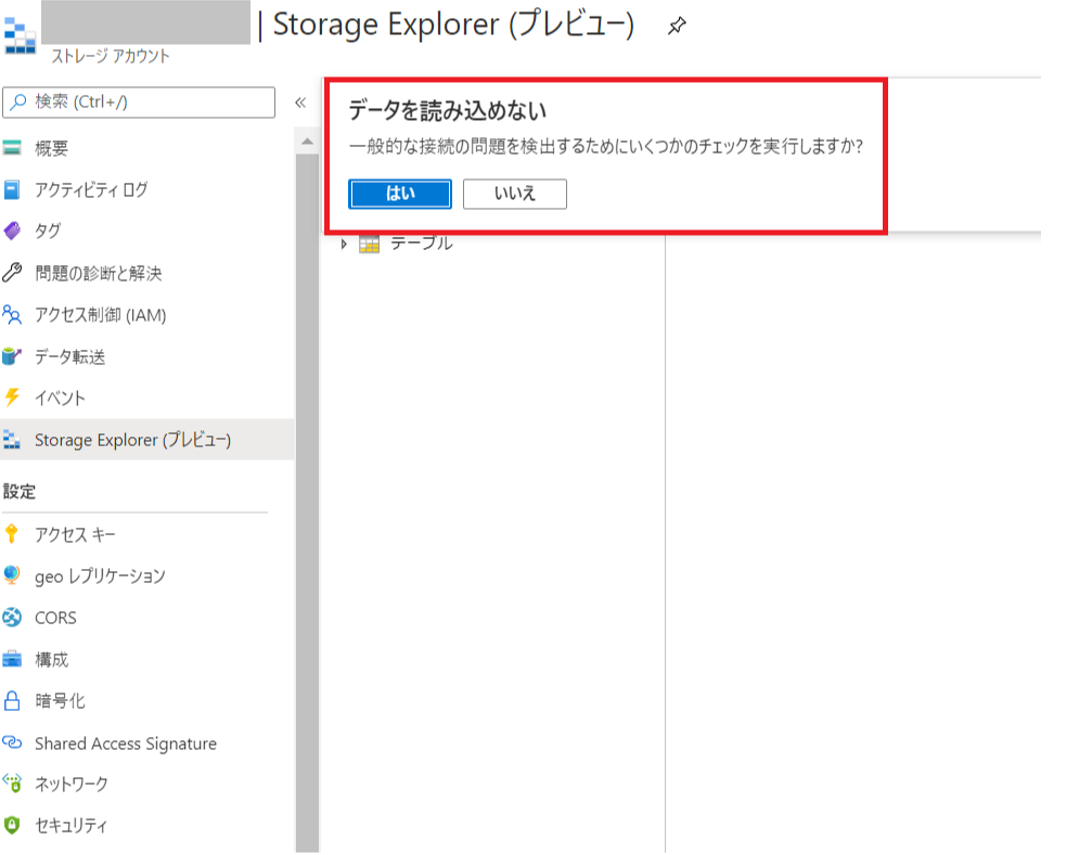 | Storage Explorer (プレビュー)
ストレージ アカウント
検索 (Ctrl+/)
«
データを読み込めない
一般的な接続の問題を検出するためにいくつかのチェックを実行しますか?
はい
いいえ
テーブル
概要
アクティビティ ログ
タグ
問題の診断と解決
アクセス制御 (IAM)
データ転送
イベント
Storage Explorer (プレビュー)
設定
アクセス キー
geo レプリケーション
CORS
構成
暗号化
Shared Access Signature
ネットワーク
セキュリティ